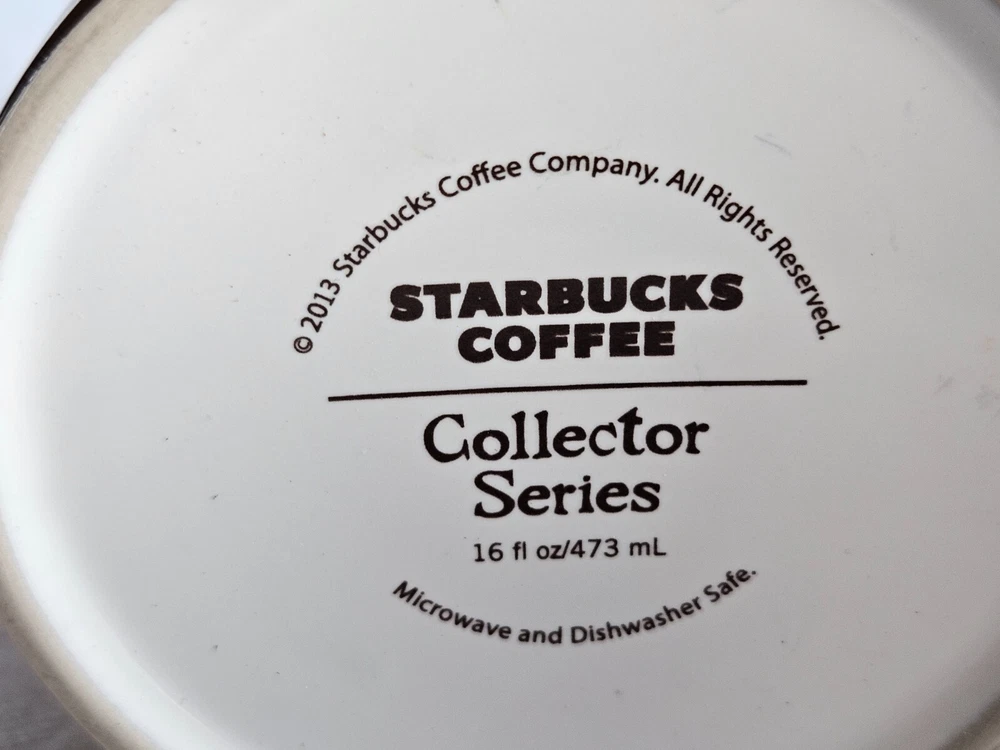 © 2013 Starbucks Coffee Company. All Rights Reserved.
STARBUCKS
COFFEE
Collector
Series
16 fl oz/473 mL
Microwave and Dishwasher Safe.